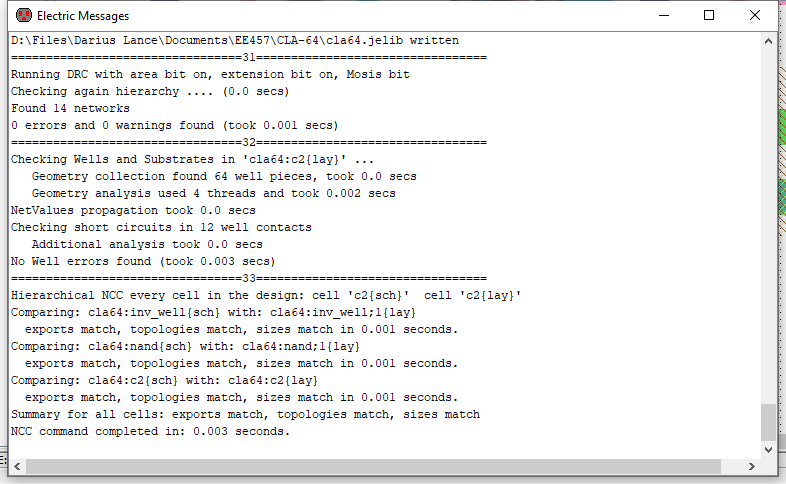 Electric Messages
D:\Files\Darius Lance\Documents\EE457\CLA-64\cla64.jelib written
=================================31=================================
Running DRC with area bit on, extension bit on, Mosis bit
Checking again hierarchy .... (0.0 secs)
Found 14 networks
0 errors and 0 warnings found (took 0.001 secs)
=================================32=================================
Checking Wells and Substrates in 'cla64:c2{lay}' ...
   Geometry collection found 64 well pieces, took 0.0 secs
   Geometry analysis used 4 threads and took 0.002 secs
NetValues propagation took 0.0 secs
Checking short circuits in 12 well contacts
   Additional analysis took 0.0 secs
No Well errors found (took 0.003 secs)
=================================33=================================
Hierarchical NCC every cell in the design: cell 'c2{sch}'  cell 'c2{lay}'
Comparing: cla64:inv_well{sch} with: cla64:inv_well;1{lay}
  exports match, topologies match, sizes match in 0.001 seconds.
Comparing: cla64:nand{sch} with: cla64:nand;1{lay}
  exports match, topologies match, sizes match in 0.001 seconds.
Comparing: cla64:c2{sch} with: cla64:c2{lay}
  exports match, topologies match, sizes match in 0.001 seconds.
Summary for all cells: exports match, topologies match, sizes match
NCC command completed in: 0.003 seconds.